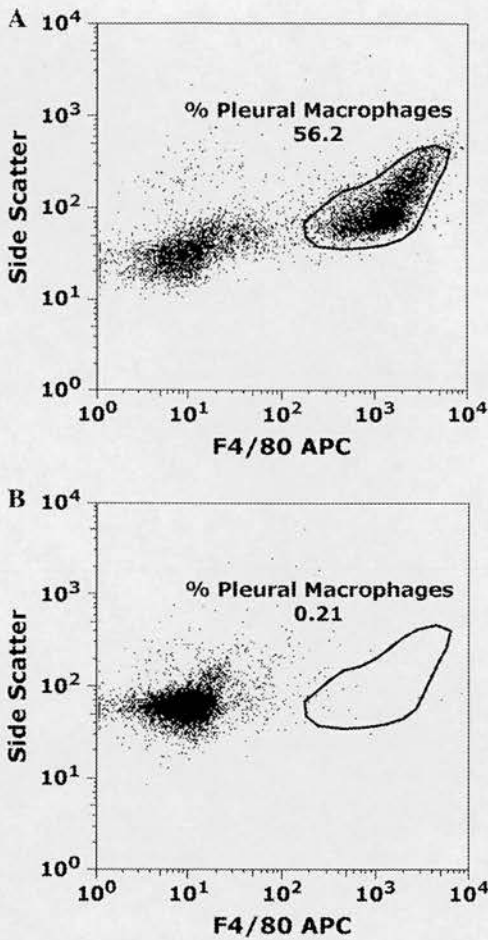 A
10⁴
10³
10²
10¹
10⁰
Side Scatter
% Pleural Macrophages
56.2
10⁰ 10¹ 10² 10³ 10⁴
F4/80 APC
B
10⁴
10³
10²
10¹
10⁰
Side Scatter
% Pleural Macrophages
0.21
10⁰ 10¹ 10² 10³ 10⁴
F4/80 APC